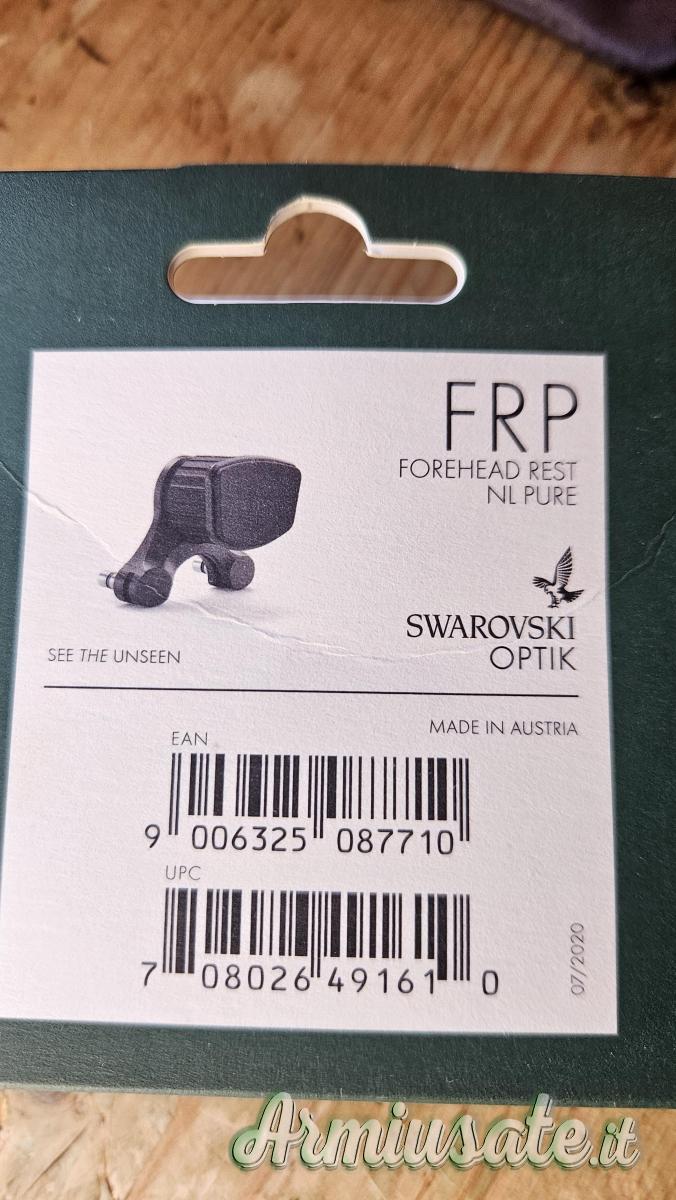 FRP
FOREHEAD REST
NL PURE
SWAROVSKI
OPTIK
SEE THE UNSEEN
MADE IN AUSTRIA
EAN
9 006325 087710
UPC
7 08026 49161 0
07/2020
Armiusate.it